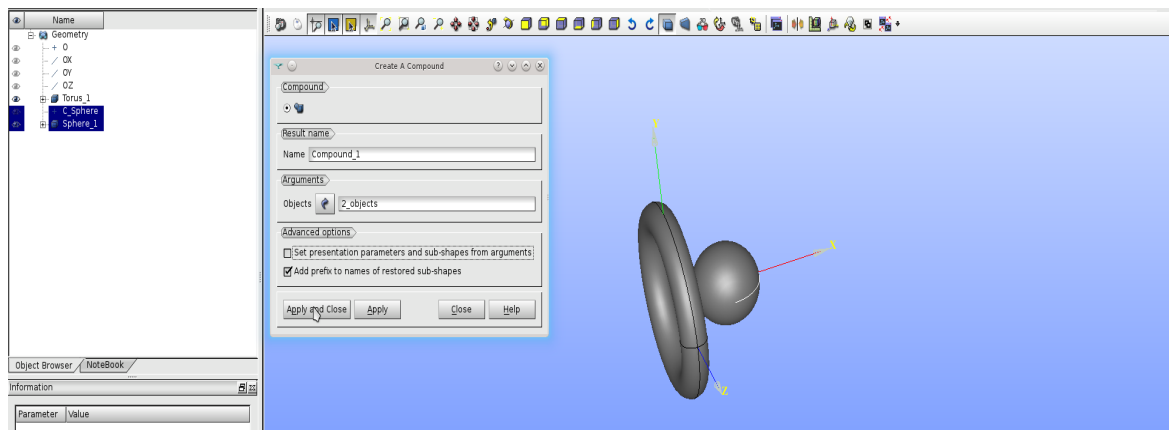 Name
Geometry
O
OX
OY
OZ
Torus_1
C_Sphere
Sphere_1
Object Browser
NoteBook
Information
Parameter Value
Create A Compound
Compound
Result name
Name Compound_1
Arguments
Objects 2_objects
Advanced options
Set presentation parameters and sub-shapes from arguments
Add prefix to names of restored sub-shapes
Apply and Close Apply Close Help
Y
X
Z